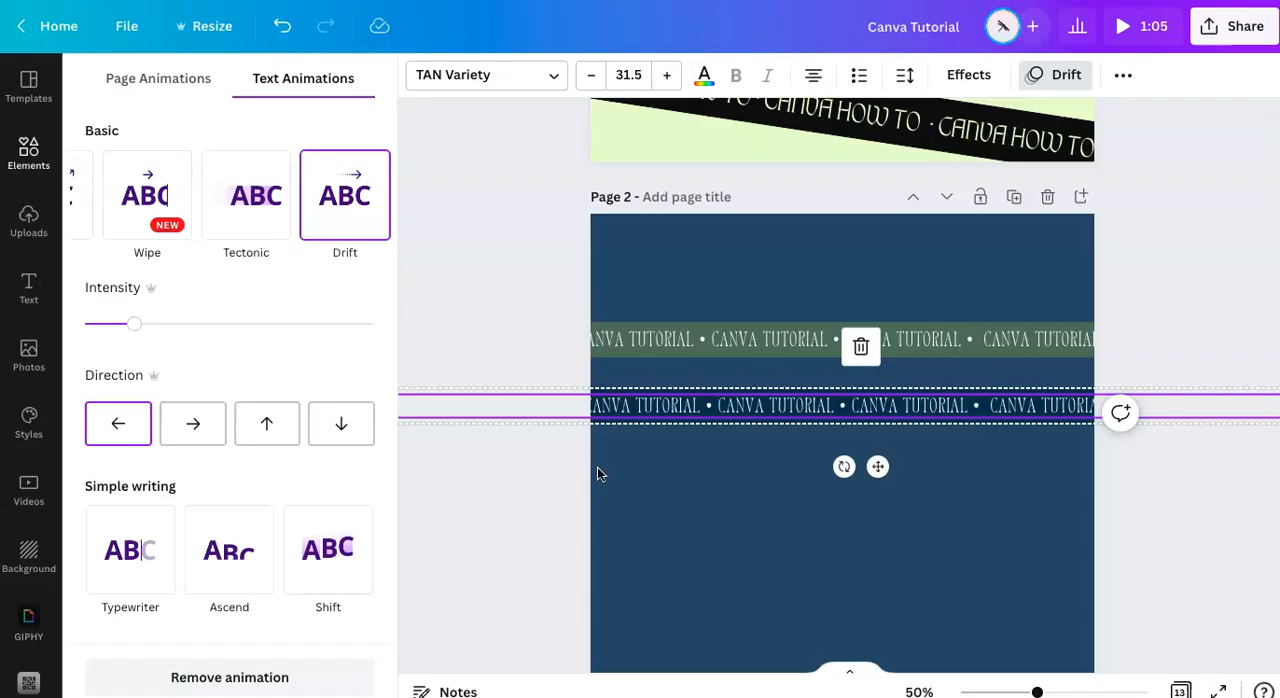 Home File Resize Canva Tutorial + 1:05 Share
Templates
Elements
Uploads
Text
Photos
Styles
Videos
Background
GIPHY
Page Animations Text Animations
Basic
ABC ABC ABC
NEW
Wipe Tectonic Drift
Intensity
Direction
Simple writing
ABC ABC ABC
Typewriter Ascend Shift
Remove animation
TAN Variety − 31.5 + A B I Effects Drift
W TO · CANVA HOW TO · CANVA HOW TO
Page 2 - Add page title
ANVA TUTORIAL • CANVA TUTORIAL • A TUTORIAL • CANVA TUTORIAL
CANVA TUTORIAL • CANVA TUTORIAL • CANVA TUTORIAL • CANVA TUTORIA
Notes 50% 13 ?